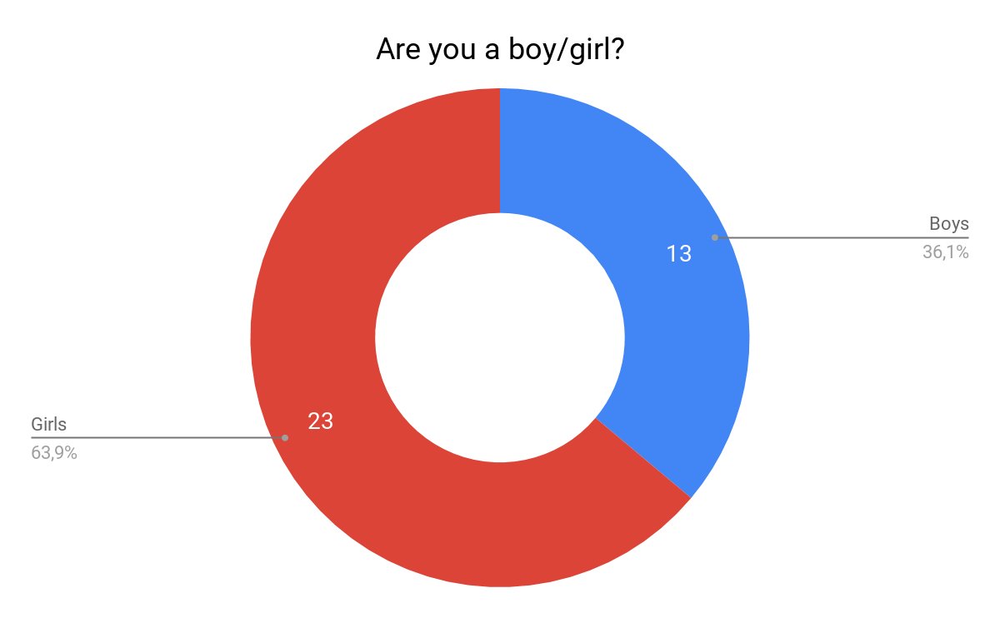 Are you a boy/girl?
Boys
36,1%
13
23
Girls
63,9%